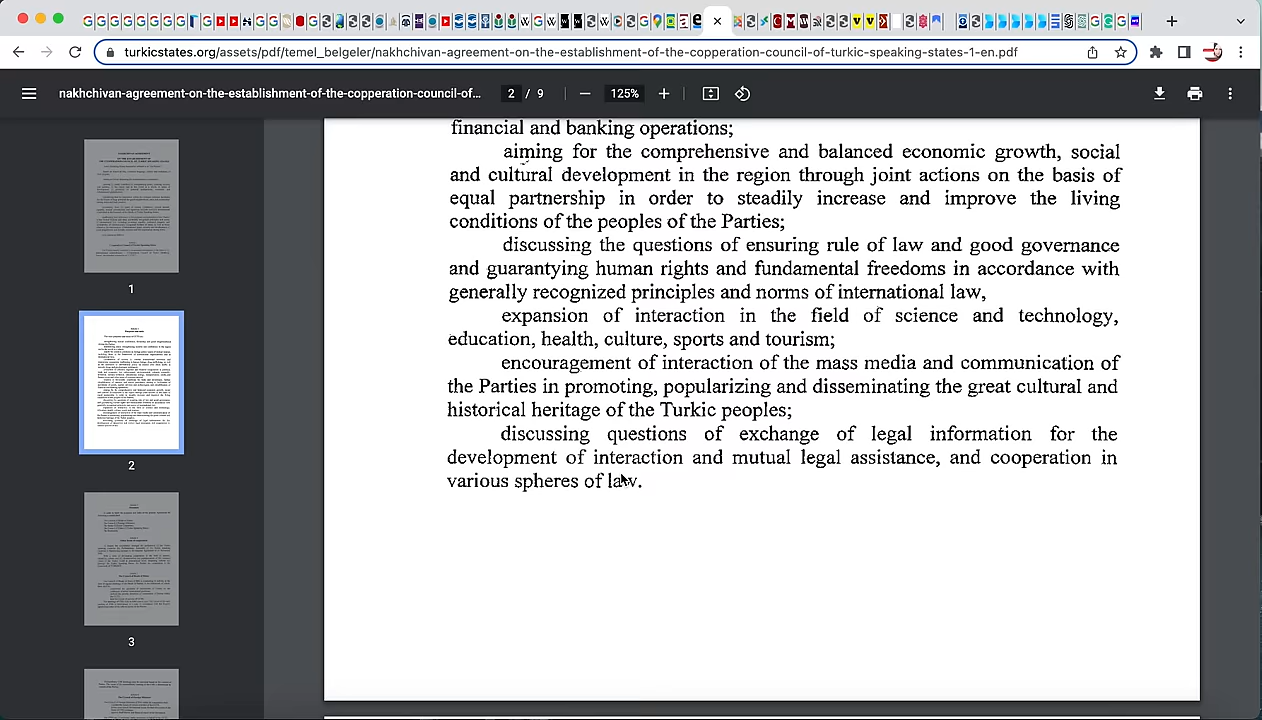 turkicstates.org/assets/pdf/temel_belgeler/nakhchivan-agreement-on-the-establishment-of-the-copperation-council-of-turkic-speaking-states-1-en.pdf
nakhchivan-agreement-on-the-establishment-of-the-copperation-council-of... 2 / 9 125%
financial and banking operations;
aiming for the comprehensive and balanced economic growth, social
and cultural development in the region through joint actions on the basis of
equal partnership in order to steadily increase and improve the living
conditions of the peoples of the Parties;
discussing the questions of ensuring rule of law and good governance
and guarantying human rights and fundamental freedoms in accordance with
generally recognized principles and norms of international law,
expansion of interaction in the field of science and technology,
education, health, culture, sports and tourism;
encouragement of interaction of the mass media and communication of
the Parties in promoting, popularizing and disseminating the great cultural and
historical heritage of the Turkic peoples;
discussing questions of exchange of legal information for the
development of interaction and mutual legal assistance, and cooperation in
various spheres of law.
1
2
3